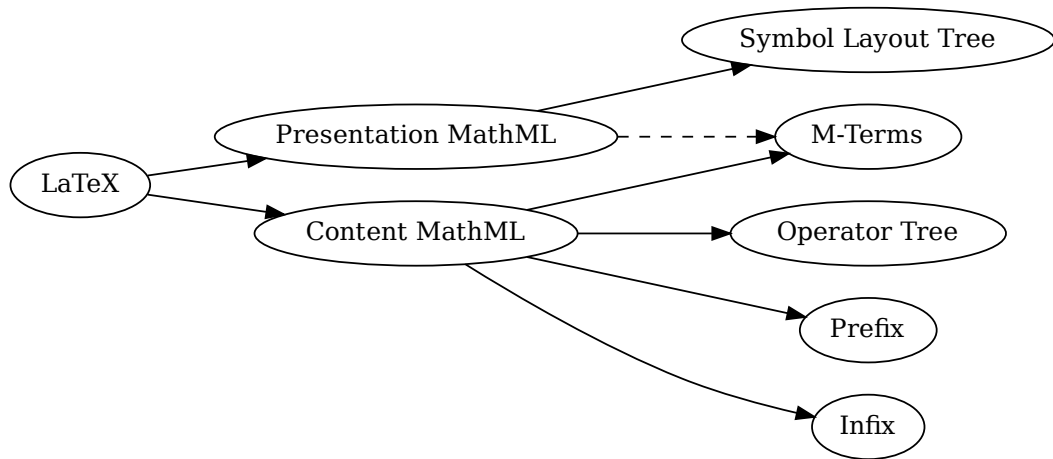 Symbol Layout Tree
Presentation MathML
M-Terms
LaTeX
Content MathML
Operator Tree
Prefix
Infix